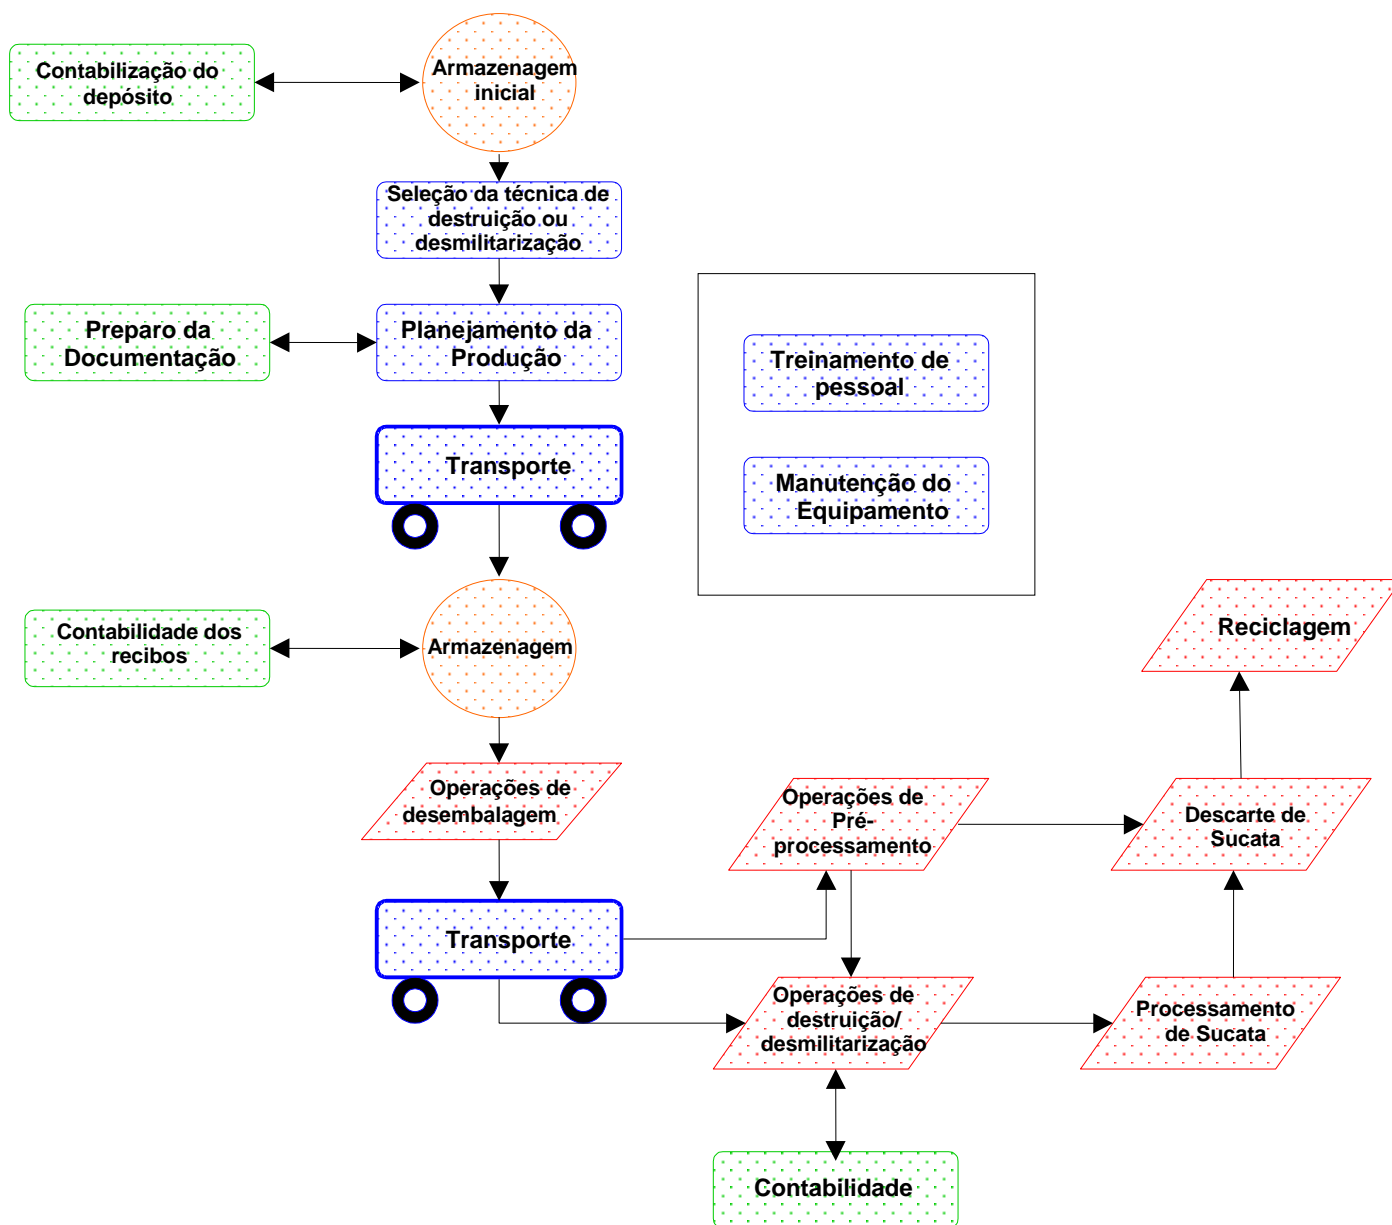 Contabilização do
depósito
Armazenagem
inicial
Seleção da técnica de
destruição ou
desmilitarização
Preparo da
Documentação
Planejamento da
Produção
Treinamento de
pessoal
Transporte
Manutenção do
Equipamento
Contabilidade dos
recibos
Armazenagem
Reciclagem
Operações de
desembalagem
Operações de
Pré-
processamento
Descarte de
Sucata
Transporte
Operações de
destruição/
desmilitarização
Processamento
de Sucata
Contabilidade